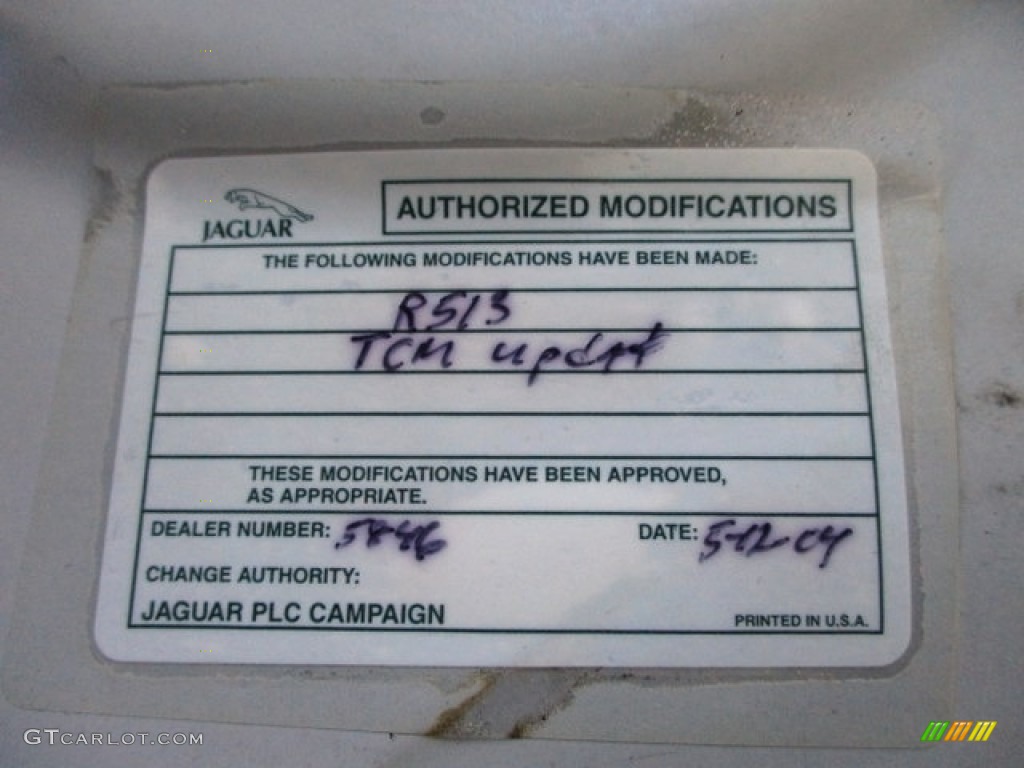 JAGUAR
AUTHORIZED MODIFICATIONS
THE FOLLOWING MODIFICATIONS HAVE BEEN MADE:
R513
TCM updat
THESE MODIFICATIONS HAVE BEEN APPROVED,
AS APPROPRIATE.
DEALER NUMBER: 5846
DATE: 5-12-04
CHANGE AUTHORITY:
JAGUAR PLC CAMPAIGN
PRINTED IN U.S.A.
GTCARLOT.COM